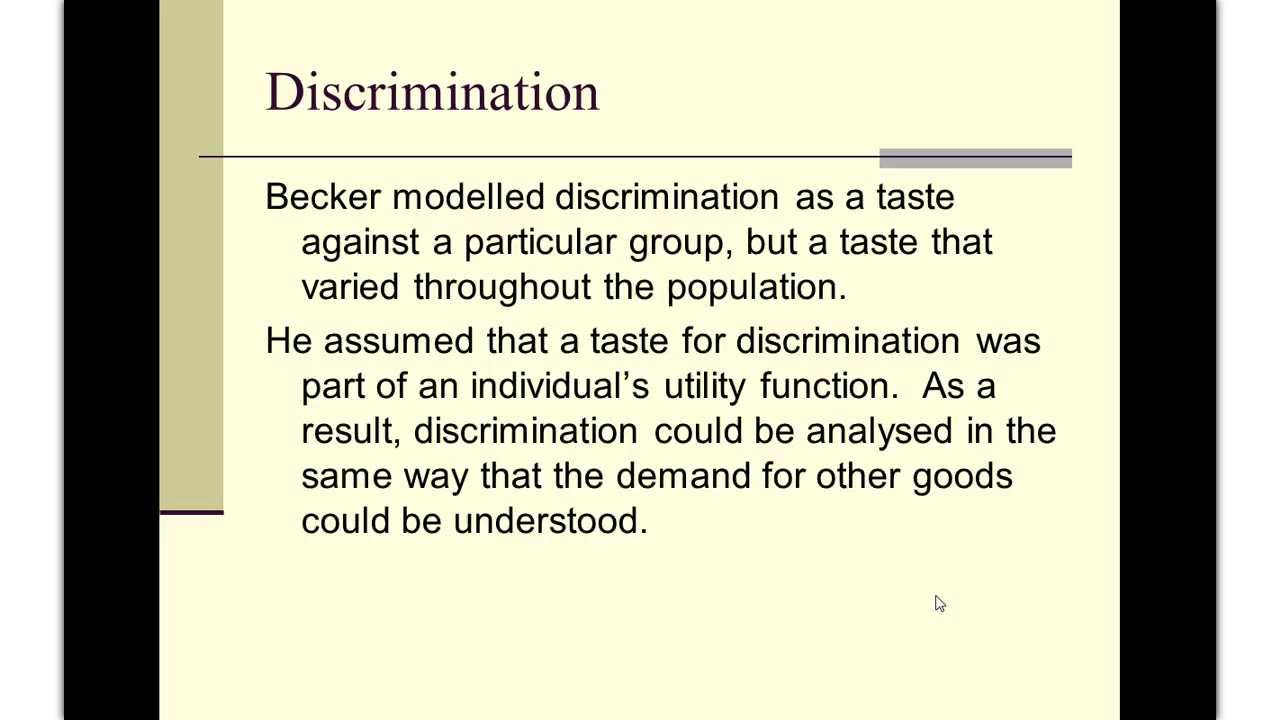 Discrimination
Becker modelled discrimination as a taste
against a particular group, but a taste that
varied throughout the population.
He assumed that a taste for discrimination was
part of an individual’s utility function.  As a
result, discrimination could be analysed in the
same way that the demand for other goods
could be understood.